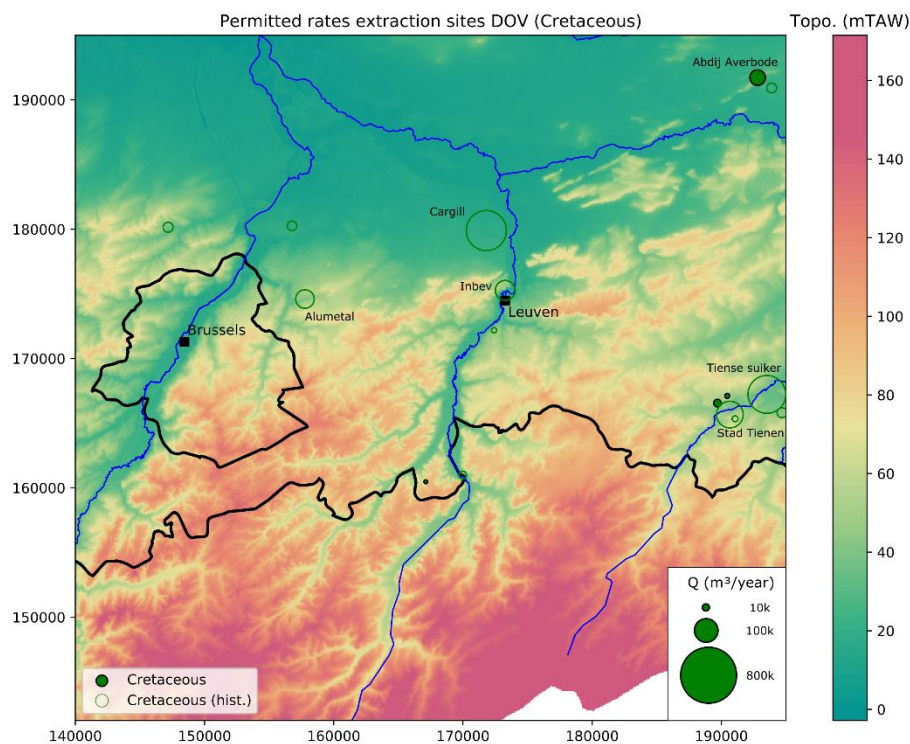 Permitted rates extraction sites DOV (Cretaceous)
Topo. (mTAW)
190000
180000
170000
160000
150000
140000
150000
160000
170000
180000
190000
Abdij Averbode
Cargill
Inbev
Leuven
Alumetal
Brussels
Tiense suiker
Stad Tienen
Cretaceous
Cretaceous (hist.)
Q (m³/year)
10k
100k
800k
160
140
120
100
80
60
40
20
0